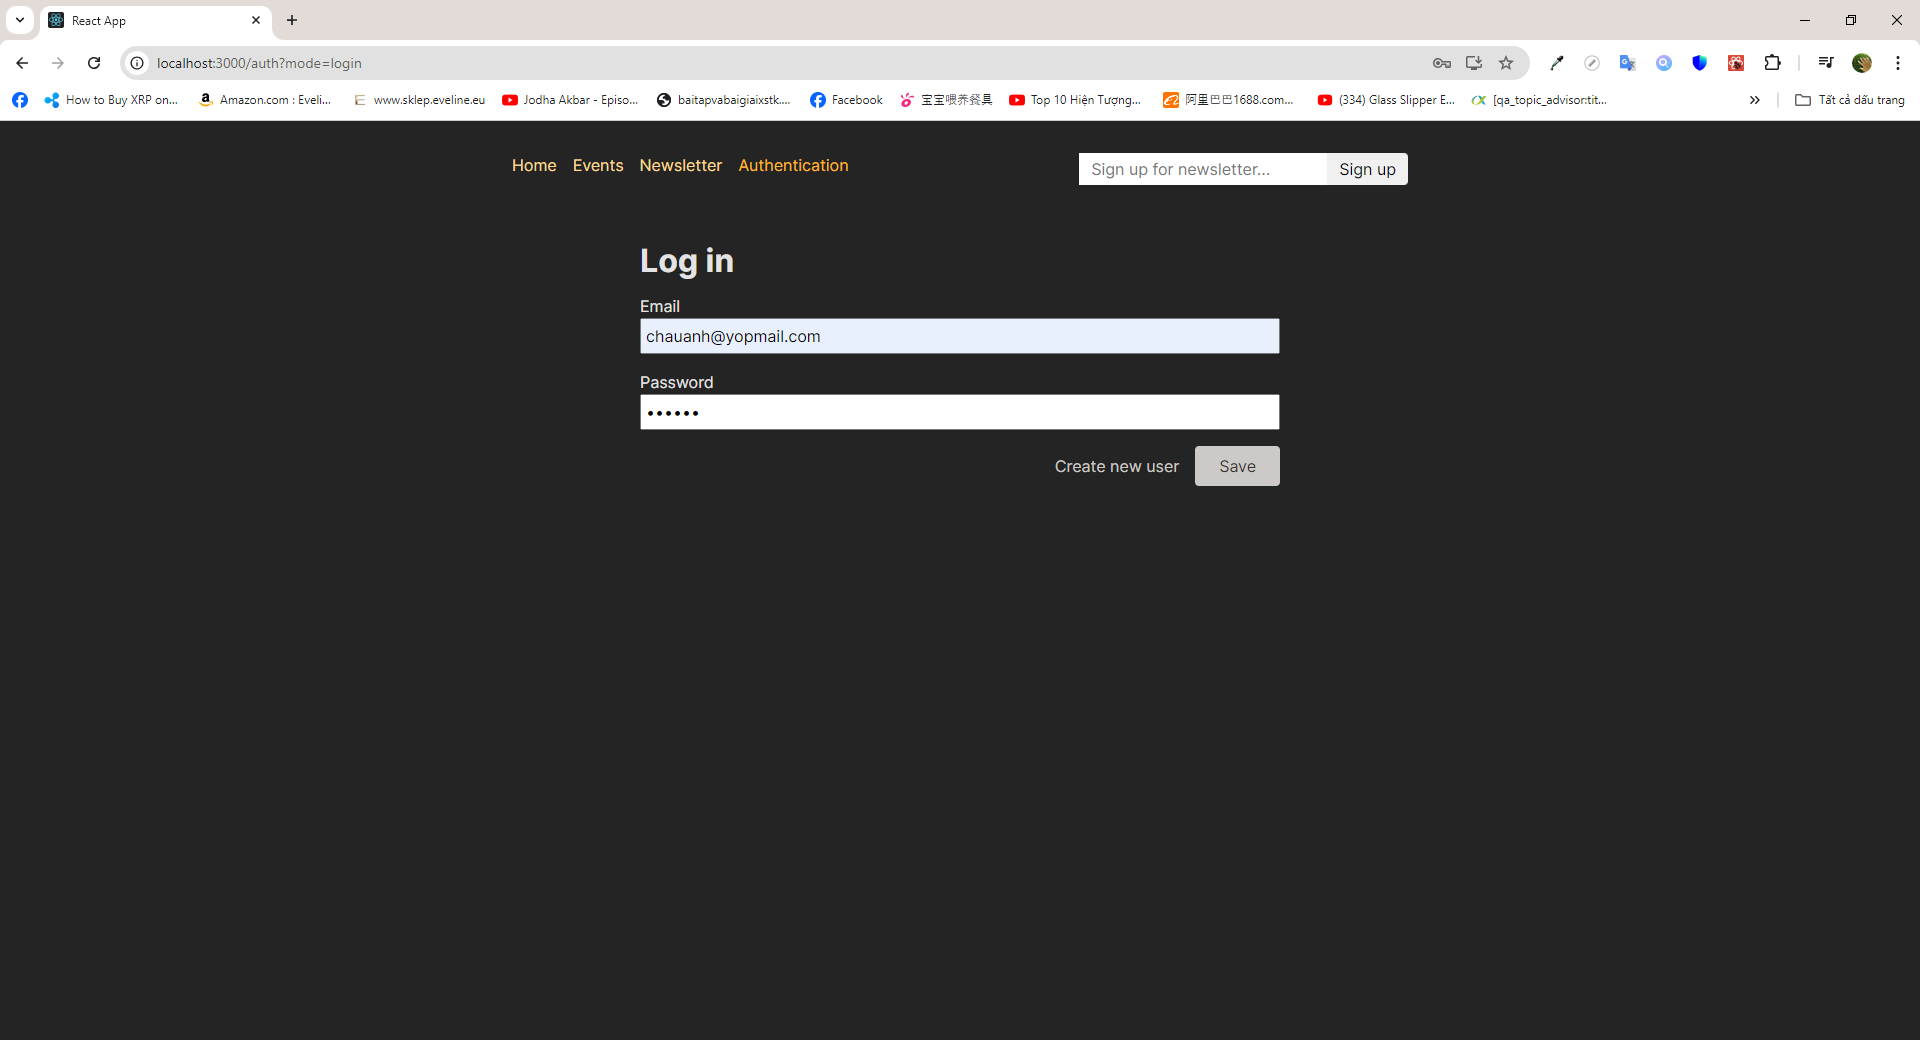 React App
localhost:3000/auth?mode=login
How to Buy XRP on...
Amazon.com : Eveli...
www.sklep.eveline.eu
Jodha Akbar - Episo...
baitapvabaigiaixstk....
Facebook
宝宝喂养餐具
Top 10 Hiện Tượng...
阿里巴巴1688.com...
(334) Glass Slipper E...
[qa_topic_advisor:tit...
Tất cả dấu trang
Home Events Newsletter Authentication
Sign up for newsletter... Sign up
Log in
Email
chauanh@yopmail.com
Password
••••••
Create new user Save